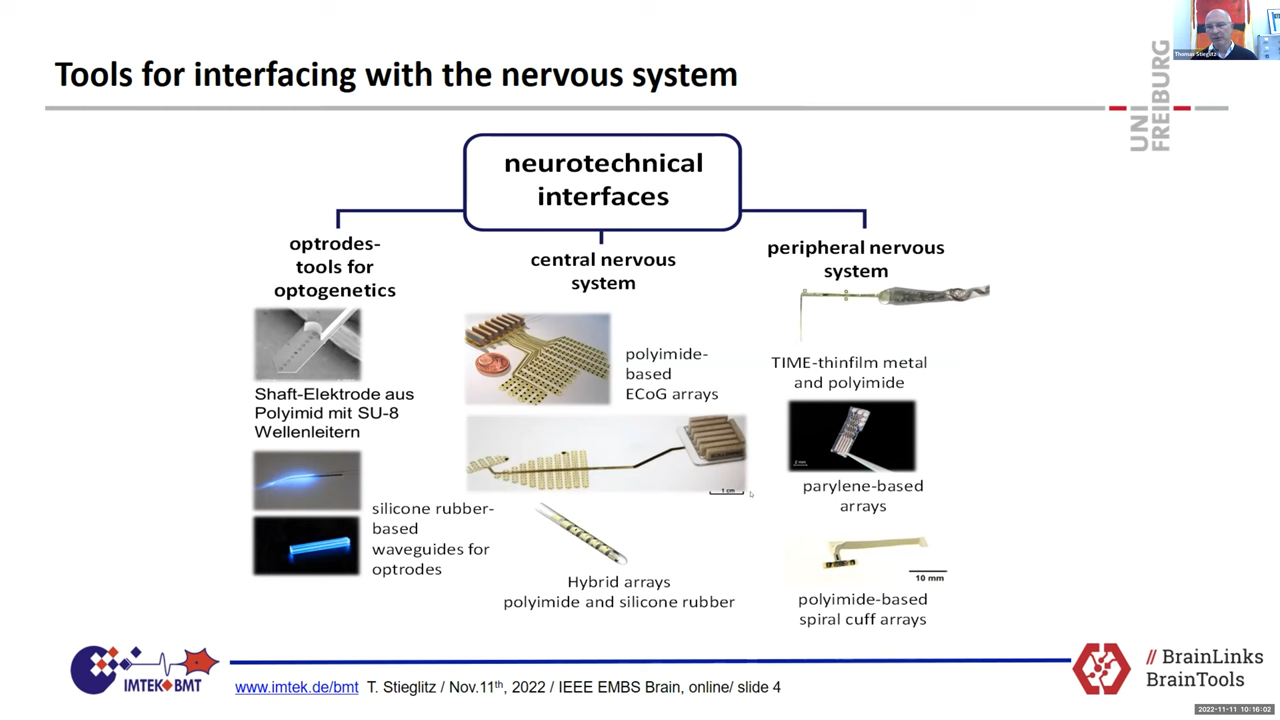 Thomas Stieglitz
Tools for interfacing with the nervous system
UNI
FREIBURG
neurotechnical
interfaces
optrodes-
tools for
optogenetics
Shaft-Elektrode aus
Polyimid mit SU-8
Wellenleitern
silicone rubber-
based
waveguides for
optrodes
central nervous
system
polyimide-
based
ECoG arrays
1 cm
Hybrid arrays
polyimide and silicone rubber
peripheral nervous
system
TIME-thinfilm metal
and polyimide
parylene-based
arrays
10 mm
polyimide-based
spiral cuff arrays
IMTEK BMT
www.imtek.de/bmt T. Stieglitz / Nov.11th, 2022 / IEEE EMBS Brain, online/ slide 4
// BrainLinks
BrainTools
2022-11-11 10:16:02